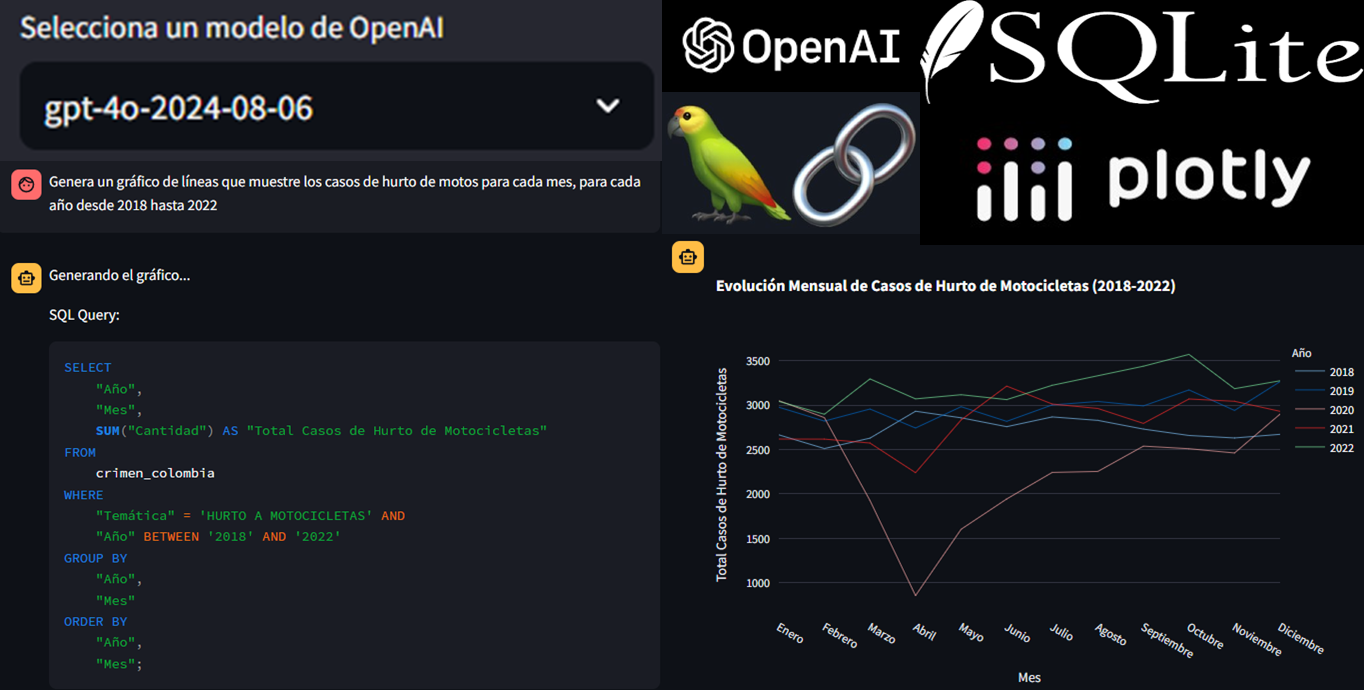 Selecciona un modelo de OpenAI
gpt-4o-2024-08-06
Genera un gráfico de líneas que muestre los casos de hurto de motos para cada mes, para cada
año desde 2018 hasta 2022
Generando el gráfico...
SQL Query:
SELECT
"Año",
"Mes",
SUM("Cantidad") AS "Total Casos de Hurto de Motocicletas"
FROM
crimen_colombia
WHERE
"Temática" = 'HURTO A MOTOCICLETAS' AND
"Año" BETWEEN '2018' AND '2022'
GROUP BY
"Año",
"Mes"
ORDER BY
"Año",
"Mes";
OpenAI
SQLite
plotly
Evolución Mensual de Casos de Hurto de Motocicletas (2018-2022)
Total Casos de Hurto de Motocicletas
3500
3000
2500
2000
1500
1000
Enero
Febrero
Marzo
Abril
Mayo
Junio
Julio
Agosto
Septiembre
Octubre
Noviembre
Diciembre
Mes
Año
2018
2019
2020
2021
2022